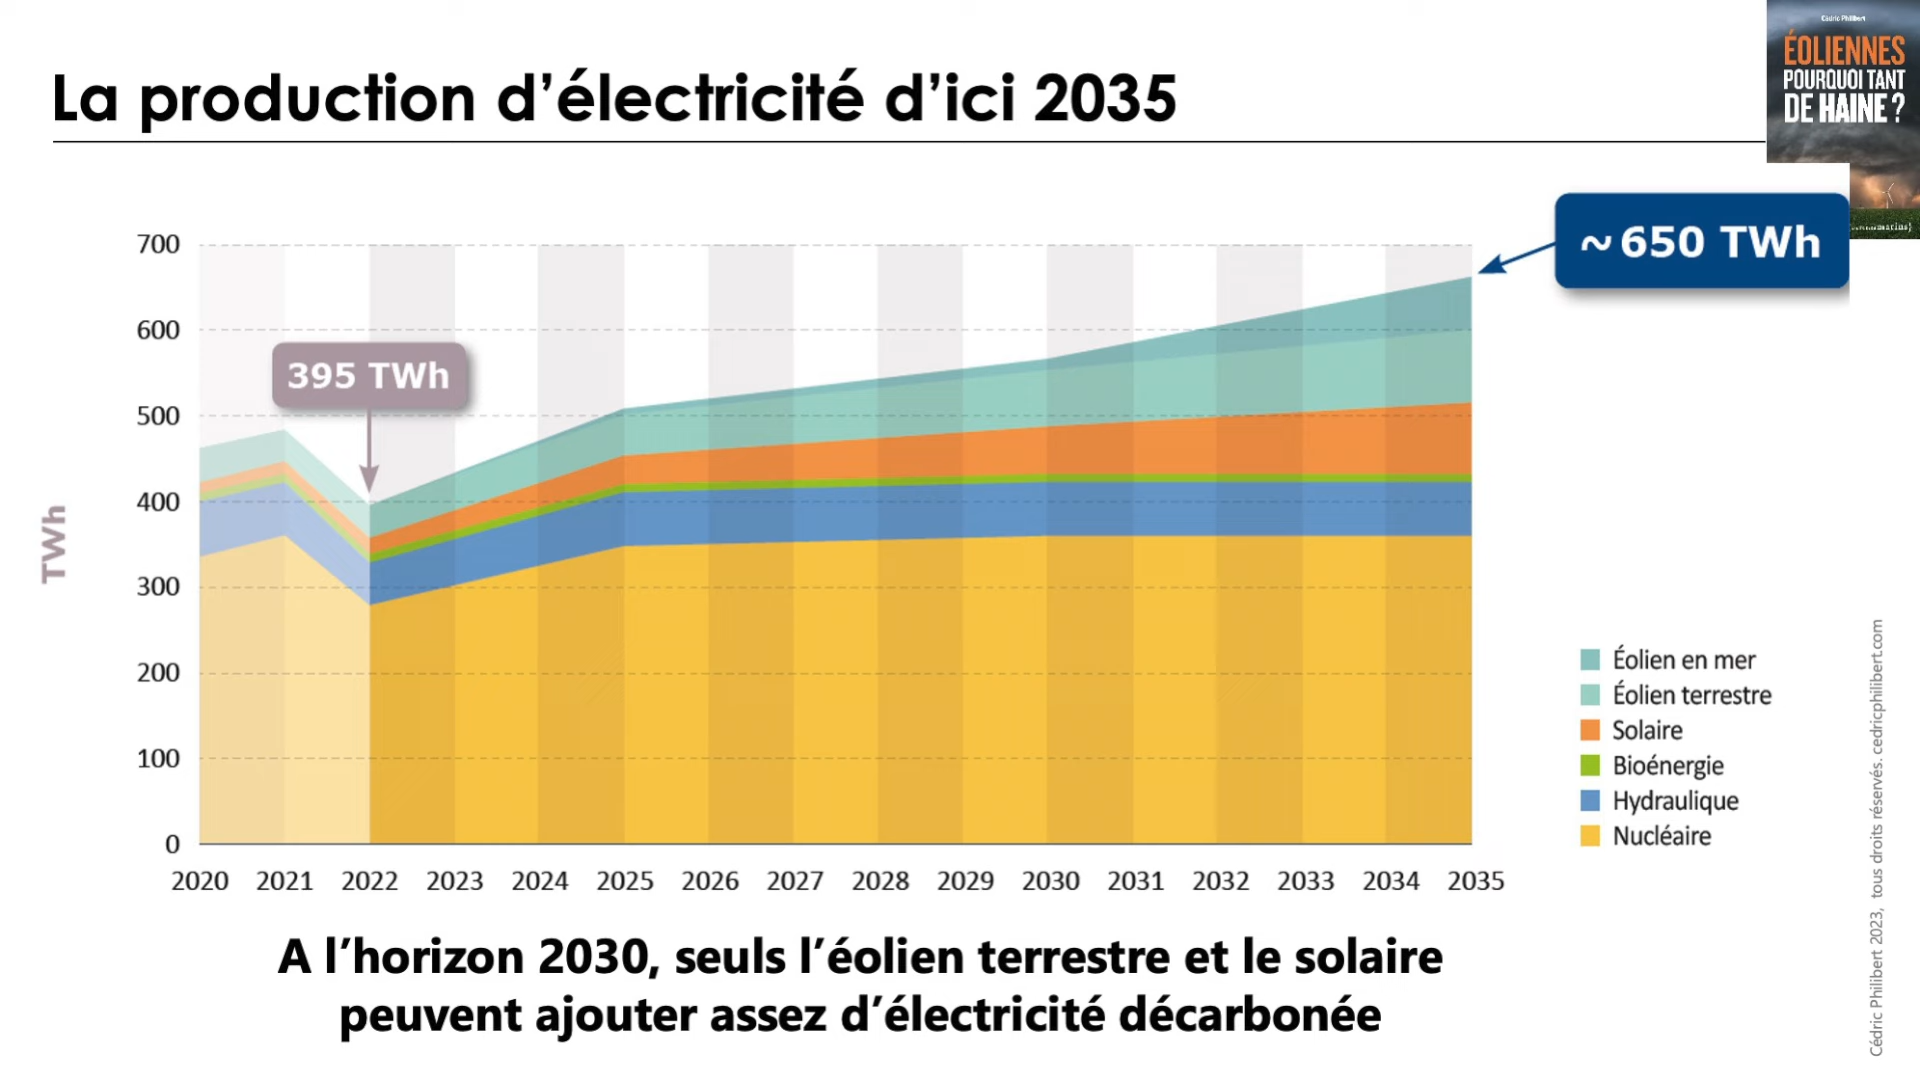 La production d’électricité d’ici 2035
Cédric Philibert
ÉOLIENNES
POURQUOI TANT
DE HAINE ?
~650 TWh
395 TWh
TWh
700
600
500
400
300
200
100
0
2020 2021 2022 2023 2024 2025 2026 2027 2028 2029 2030 2031 2032 2033 2034 2035
Éolien en mer
Éolien terrestre
Solaire
Bioénergie
Hydraulique
Nucléaire
A l’horizon 2030, seuls l’éolien terrestre et le solaire
peuvent ajouter assez d’électricité décarbonée
Cédric Philibert 2023, tous droits réservés. cedricphilibert.com